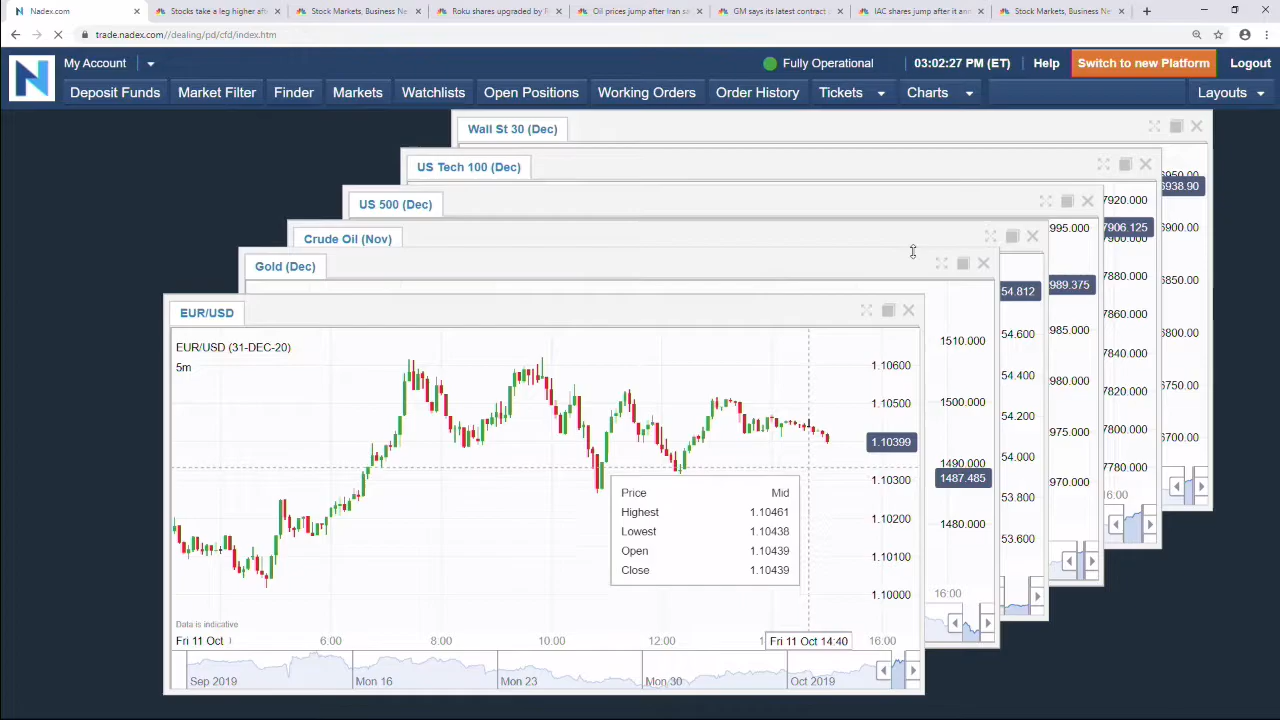 Nadex.com
Stocks take a leg higher aft
Stock Markets, Business Ne
Roku shares upgraded by
Oil prices jump after Iran sa
GM says its latest contract
IAC shares jump after it ann
Stock Markets, Business Ne
trade.nadex.com//dealing/pd/cfd/index.htm
N
My Account
Fully Operational
03:02:27 PM (ET)
Help
Switch to new Platform
Logout
Deposit Funds
Market Filter
Finder
Markets
Watchlists
Open Positions
Working Orders
Order History
Tickets
Charts
Layouts
Wall St 30 (Dec)
6950.00
6938.90
6900.00
6850.00
6800.00
6750.00
6700.00
US Tech 100 (Dec)
7920.000
7906.125
7900.000
7880.000
7860.000
7840.000
7820.000
7800.000
7780.000
16:00
US 500 (Dec)
995.000
989.375
985.000
980.000
975.000
970.000
Crude Oil (Nov)
54.812
54.600
54.400
54.200
54.000
53.800
53.600
Gold (Dec)
1510.000
1500.000
1490.000
1487.485
1480.000
16:00
EUR/USD
EUR/USD (31-DEC-20)
5m
1.10600
1.10500
1.10399
1.10300
1.10200
1.10100
1.10000
Price Mid
Highest 1.10461
Lowest 1.10438
Open 1.10439
Close 1.10439
Data is indicative
Fri 11 Oct
6:00
8:00
10:00
12:00
Fri 11 Oct 14:40
16:00
Sep 2019
Mon 16
Mon 23
Mon 30
Oct 2019